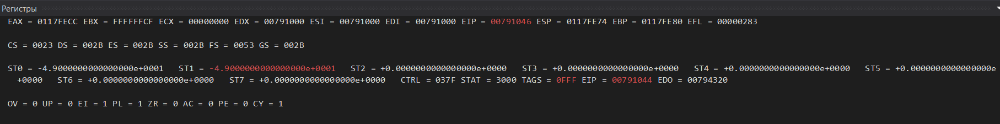 Регистры
EAX = 0117FECC EBX = FFFFFFCF ECX = 00000000 EDX = 00791000 ESI = 00791000 EDI = 00791000 EIP = 00791046 ESP = 0117FE74 EBP = 0117FE80 EFL = 00000283
CS = 0023 DS = 002B ES = 002B SS = 002B FS = 0053 GS = 002B
ST0 = -4.9000000000000000e+0001 ST1 = -4.9000000000000000e+0001 ST2 = +0.0000000000000000e+0000 ST3 = +0.0000000000000000e+0000 ST4 = +0.0000000000000000e+0000 ST5 = +0.0000000000000000e
+0000 ST6 = +0.0000000000000000e+0000 ST7 = +0.0000000000000000e+0000 CTRL = 037F STAT = 3000 TAGS = 0FFF EIP = 00791044 EDO = 00794320
OV = 0 UP = 0 EI = 1 PL = 1 ZR = 0 AC = 0 PE = 0 CY = 1